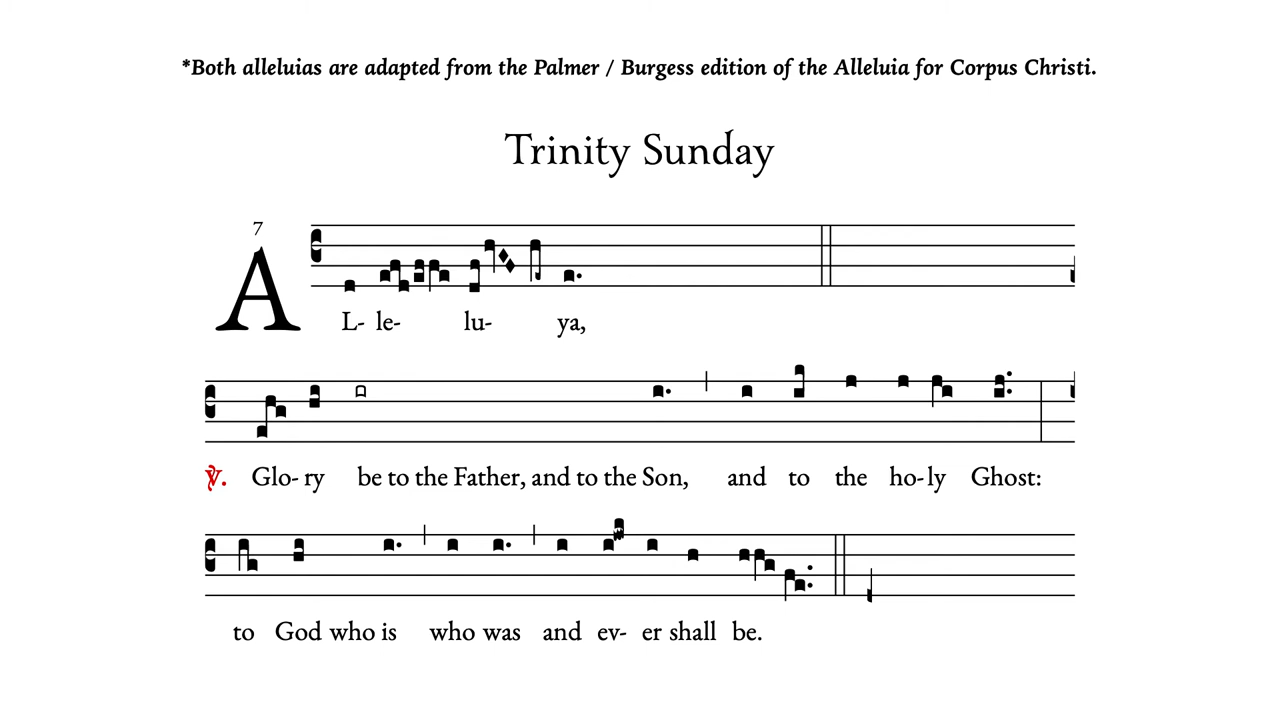 *Both alleluias are adapted from the Palmer / Burgess edition of the Alleluia for Corpus Christi.
Trinity Sunday
7
AL- le- lu- ya,
℣. Glo- ry be to the Father, and to the Son, and to the ho- ly Ghost:
to God who is who was and ev- er shall be.